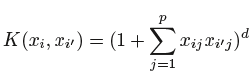 K(x_i, x_{i'}) = (1 + \sum_{j=1}^{p} x_{ij} x_{i'j})^d